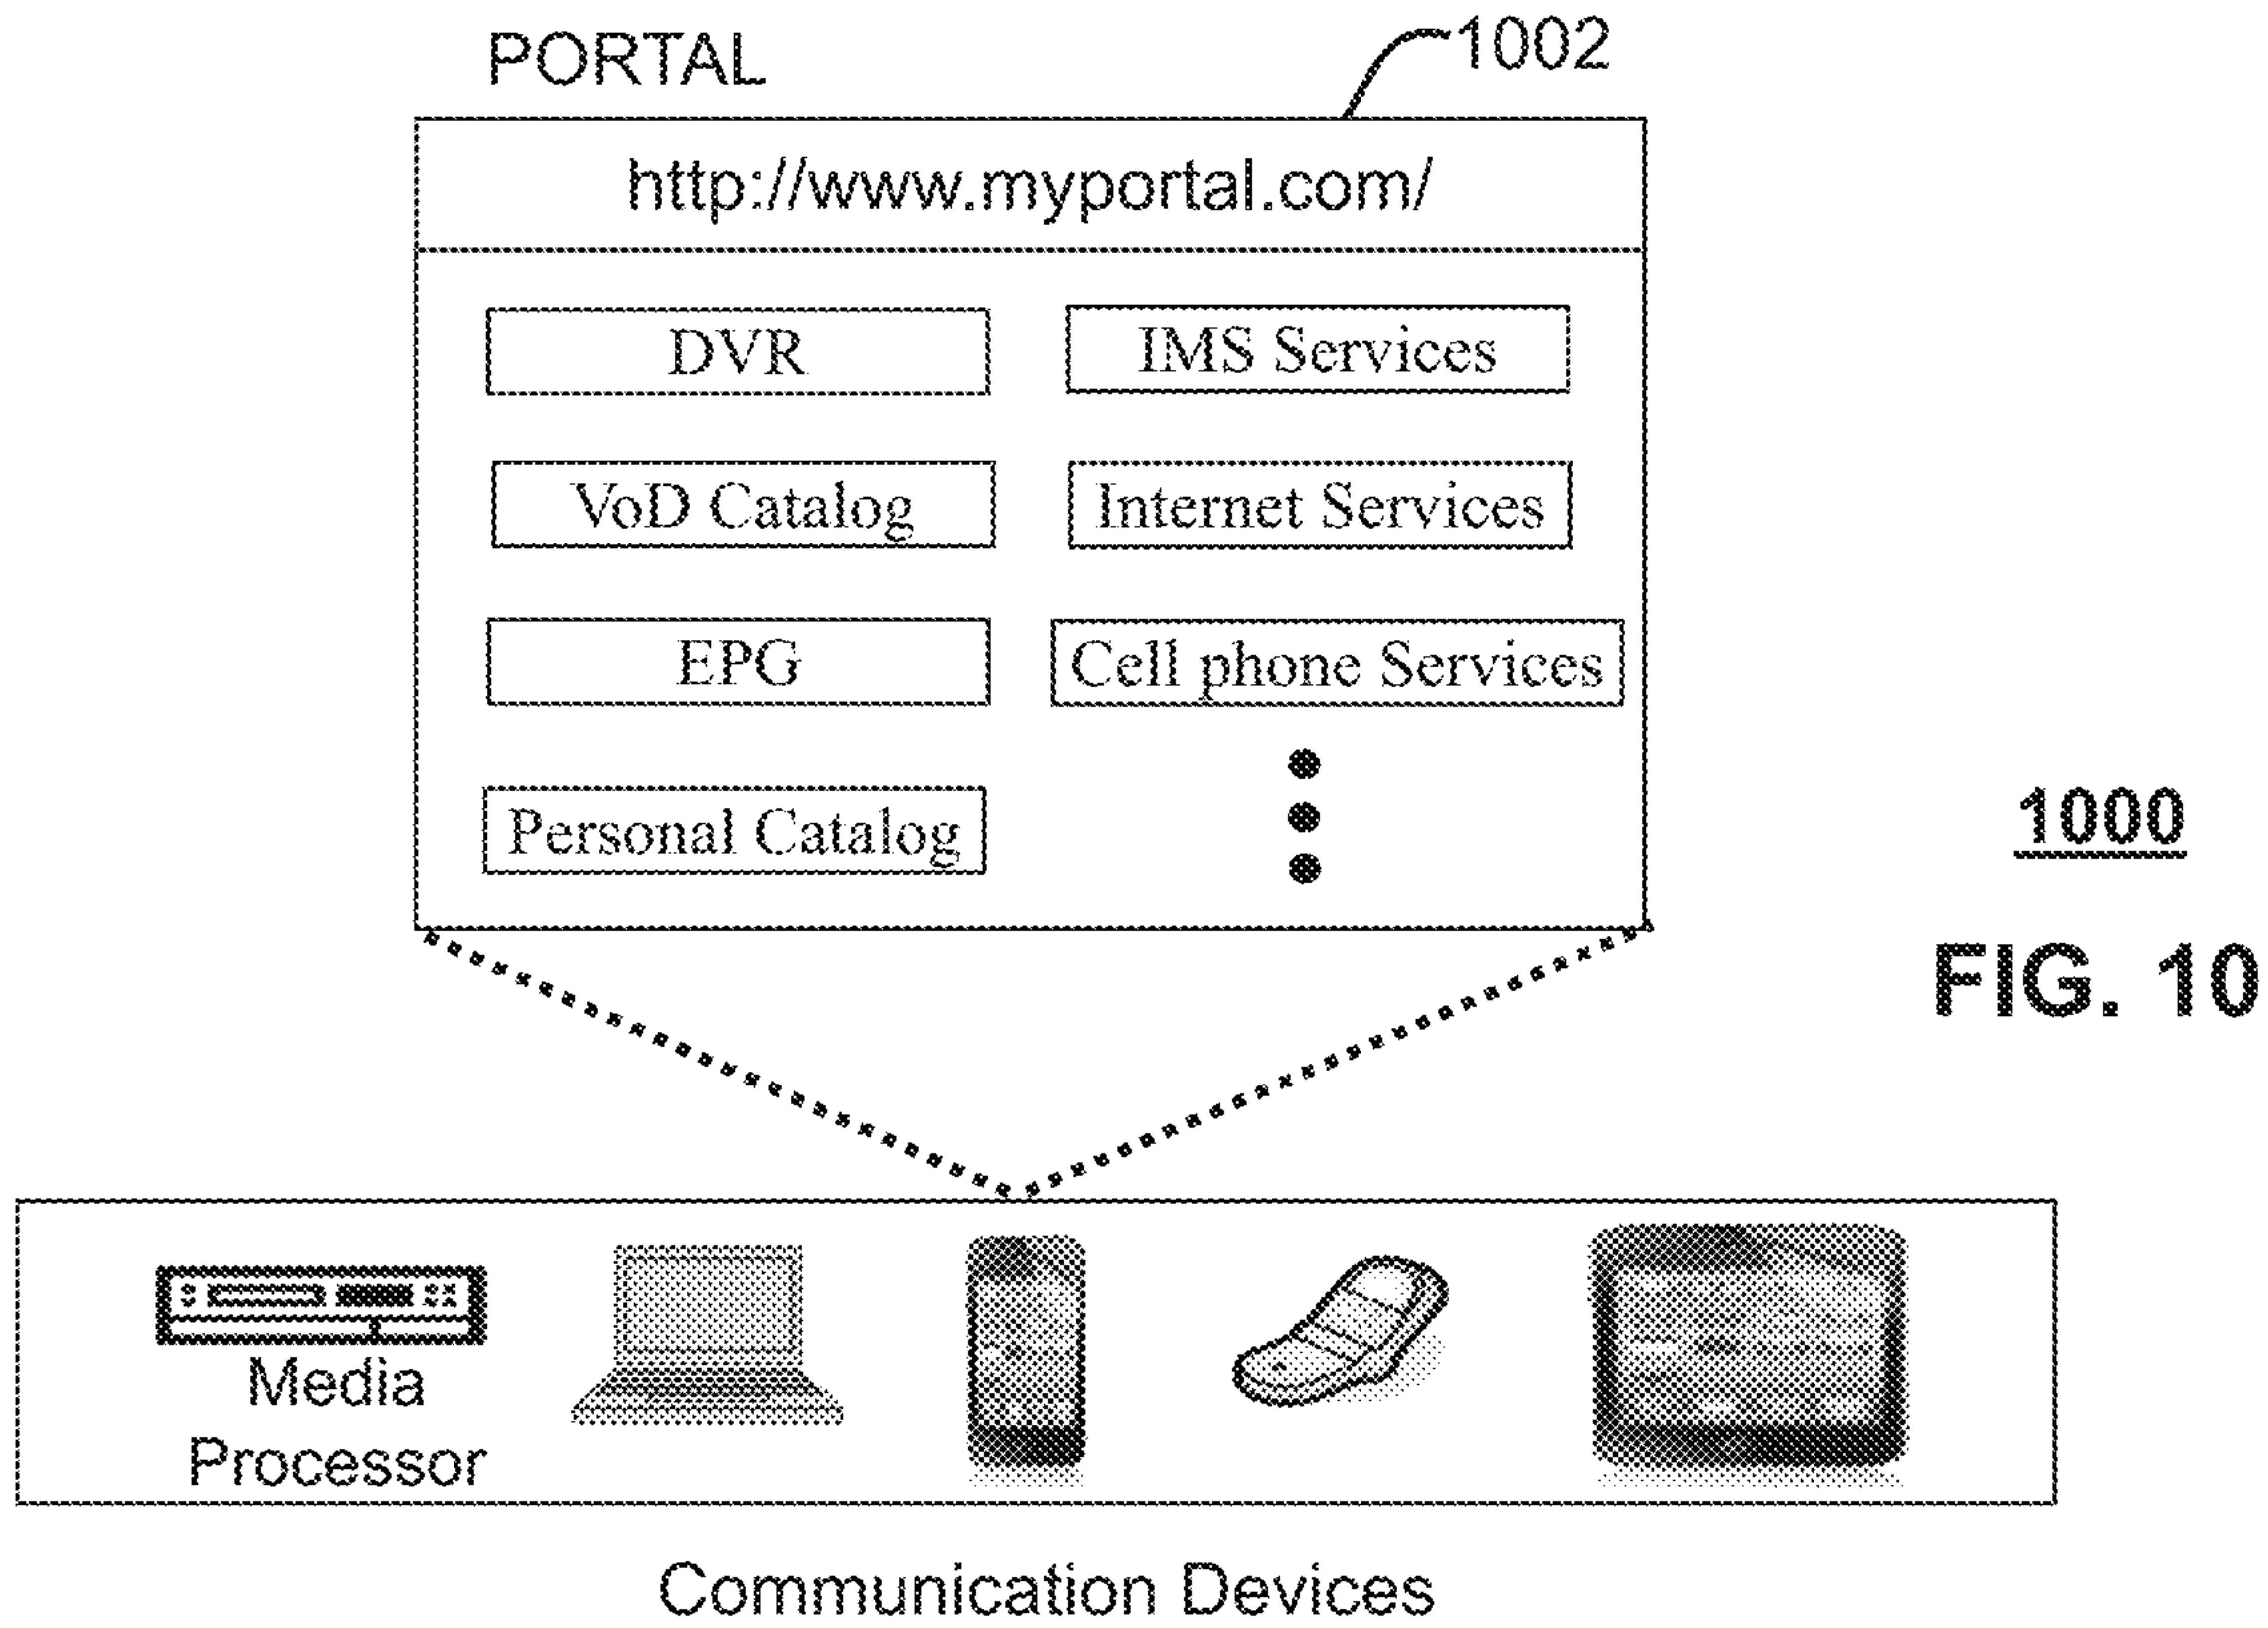 PORTAL
1002
http://www.myportal.com/
DVR
IMS Services
VoD Catalog
Internet Services
EPG
Cell phone Services
Personal Catalog
1000
FIG. 10
Media
Processor
Communication Devices